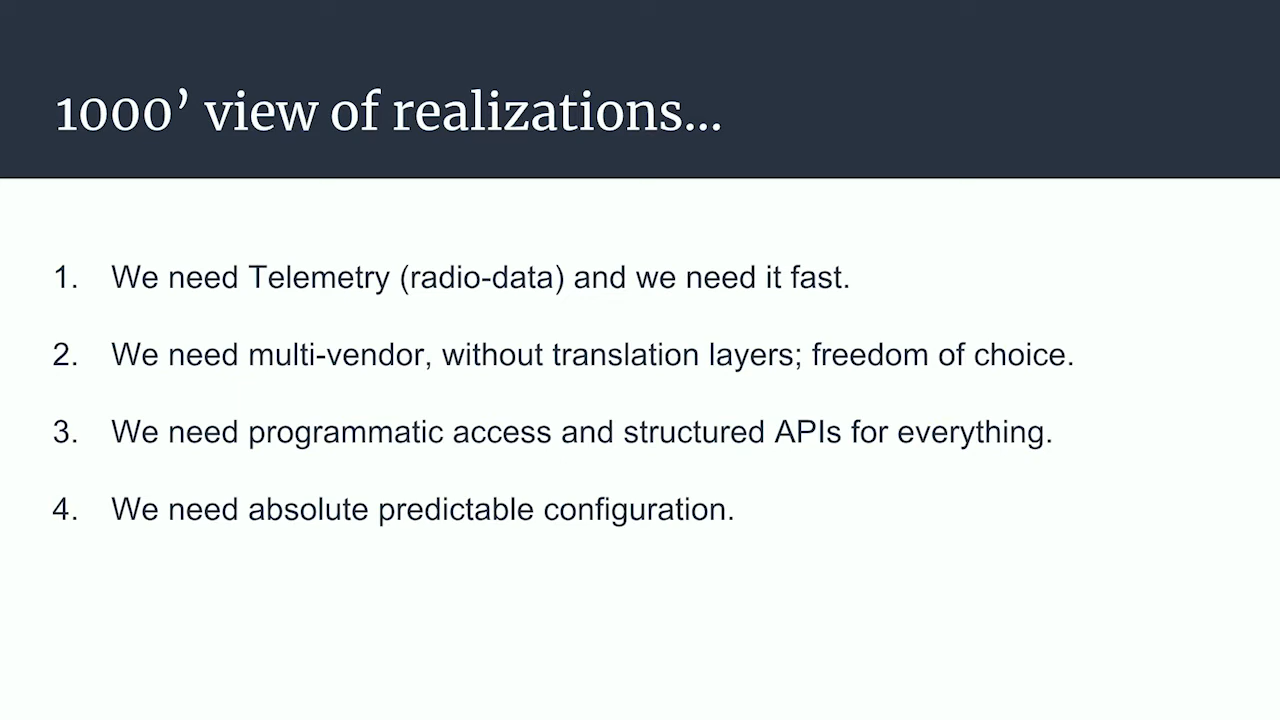 1000’ view of realizations...
1. We need Telemetry (radio-data) and we need it fast.
2. We need multi-vendor, without translation layers; freedom of choice.
3. We need programmatic access and structured APIs for everything.
4. We need absolute predictable configuration.